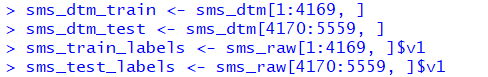 > sms_dtm_train <- sms_dtm[1:4169, ]
> sms_dtm_test <- sms_dtm[4170:5559, ]
> sms_train_labels <- sms_raw[1:4169, ]$v1
> sms_test_labels <- sms_raw[4170:5559, ]$v1